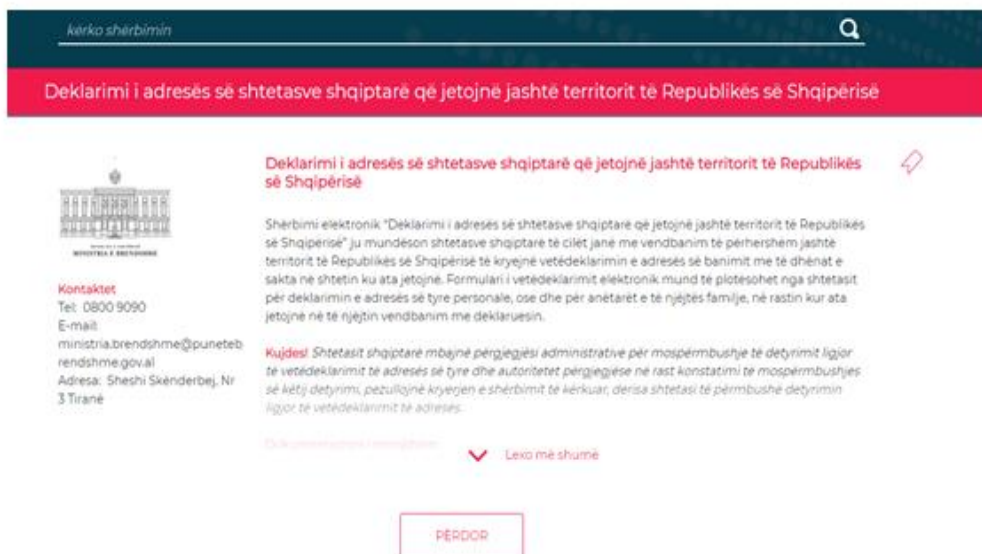 kërko shërbimin
Deklarimi i adresës së shtetasve shqiptarë që jetojnë jashtë territorit të Republikës së Shqipërisë
MINISTRIA E BRENDSHME
Kontaktet
Tel: 0800 9090
E-mail:
ministria.brendshme@puneteb
rendshme.gov.al
Adresa: Sheshi Skënderbej, Nr
3 Tiranë
Deklarimi i adresës së shtetasve shqiptarë që jetojnë jashtë territorit të Republikës
së Shqipërisë
Shërbimi elektronik "Deklarimi i adresës së shtetasve shqiptarë që jetojnë jashtë territorit të Republikës
së Shqipërisë" ju mundëson shtetasve shqiptarë të cilët janë me vendbanim të përhershëm jashtë
territorit të Republikës së Shqipërisë të kryejnë vetëdeklarimin e adresës së banimit me të dhënat e
sakta në shtetin ku ata jetojnë. Formulari i vetëdeklarimit elektronik mund të plotësohet nga shtetasit
për deklarimin e adresës së tyre personale, ose dhe për anëtarët e të njëjtës familje, në rastin kur ata
jetojnë në të njëjtin vendbanim me deklaruesin.
Kujdes! Shtetasit shqiptarë mbajnë përgjegjësi administrative për mospërmbushje të detyrimit ligjor
të vetëdeklarimit të adresës së tyre dhe autoritetet përgjegjëse në rast konstatimi të mospërmbushjes
së këtij detyrimi, pezullojnë kryerjen e shërbimit të kërkuar, derisa shtetasi të përmbushë detyrimin
ligjor të vetëdeklarimit të adresës.
Lexo më shumë
PËRDOR